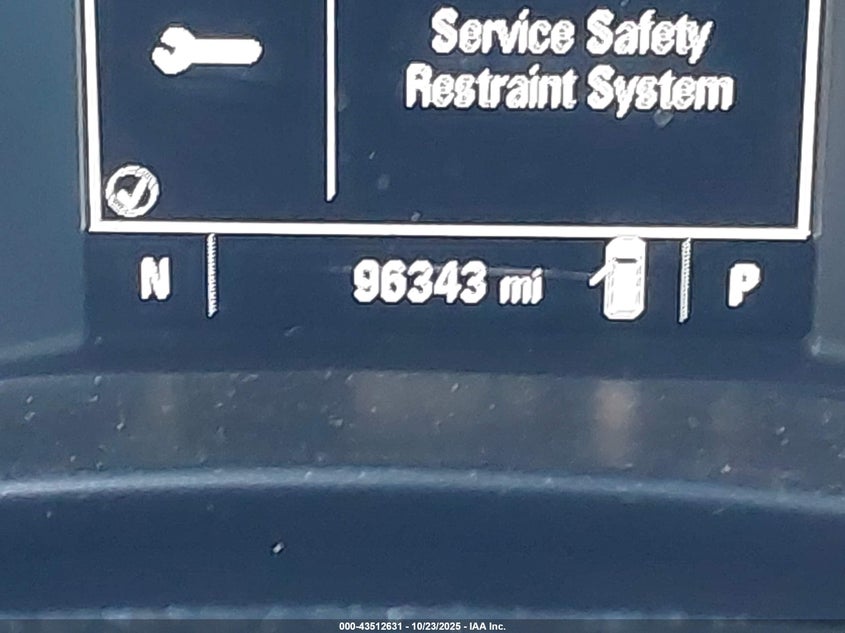 Service Safety
Restraint System
N 96343 mi P
000-43512631 - 10/23/2025 - IAA Inc.